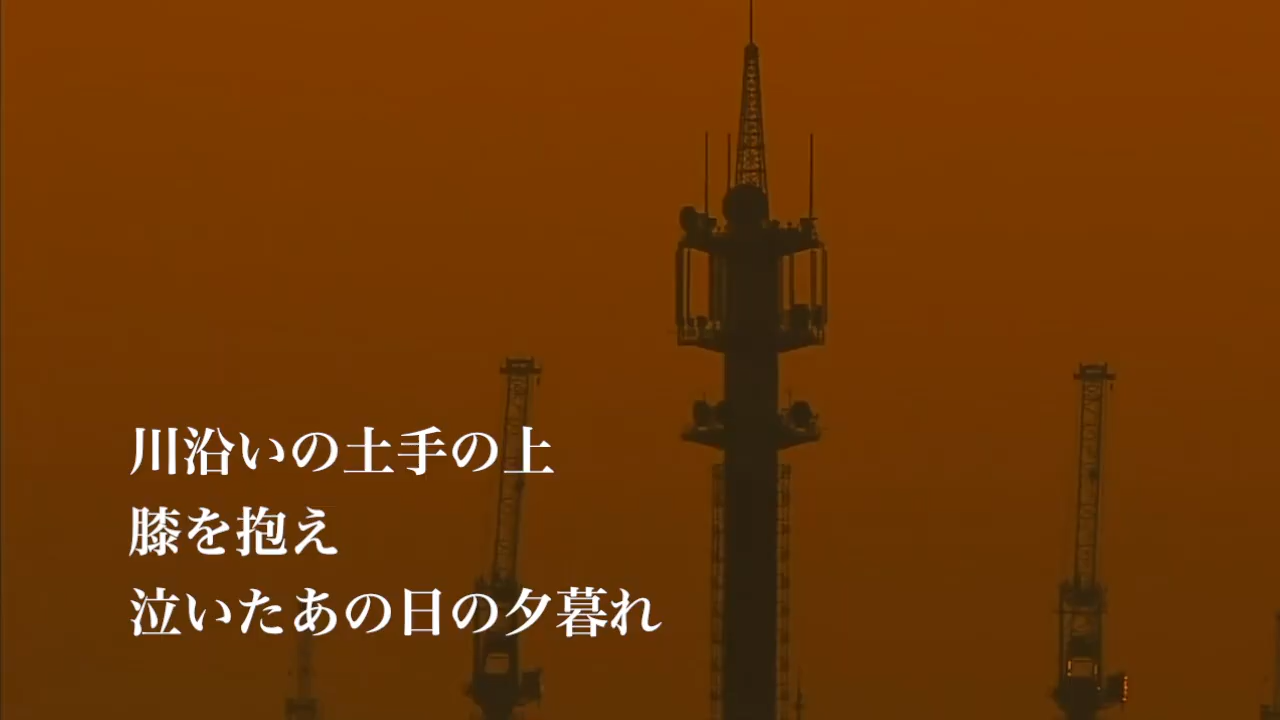 川沿いの土手の上
膝を抱え
泣いたあの日の夕暮れ